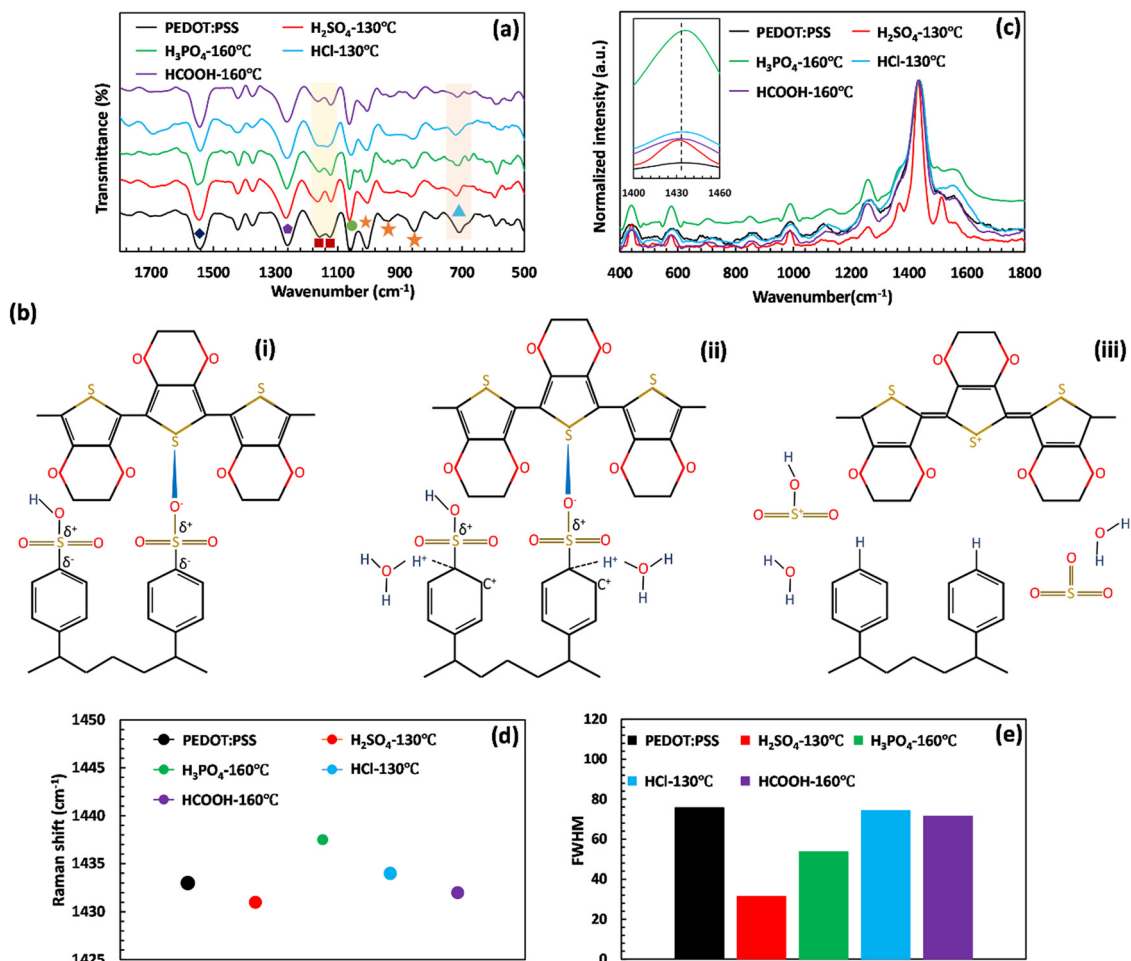 (a)
PEDOT:PSS H₂SO₄-130℃
H₃PO₄-160℃ HCl-130℃
HCOOH-160℃
Transmittance (%)
1700 1500 1300 1100 900 700 500
Wavenumber (cm⁻¹)
(c)
PEDOT:PSS H₂SO₄-130℃
H₃PO₄-160℃ HCl-130℃
HCOOH-160℃
Normalized intensity (a.u.)
1400 1430 1460
400 600 800 1000 1200 1400 1600 1800
Wavenumber(cm⁻¹)
(b)
(i)
S S S
O O O O O O
H O O⁻
δ⁺ δ⁺
O S O O S O
δ⁻ δ⁻
(ii)
S S S
O O O O O O
H O O⁻
δ⁺ δ⁺
O S O O S O
H H⁺ H⁺ H
O C⁺ C⁺ O
H H
(iii)
S S⁺ S
O O O O O O
H
O
O S⁺ O
H H H O H
O O
H S
O O
(d)
PEDOT:PSS H₂SO₄-130℃
H₃PO₄-160℃ HCl-130℃
HCOOH-160℃
Raman shift (cm⁻¹)
1450
1445
1440
1435
1430
1425
(e)
PEDOT:PSS H₂SO₄-130℃ H₃PO₄-160℃
HCl-130℃ HCOOH-160℃
FWHM
120
100
80
60
40
20
0